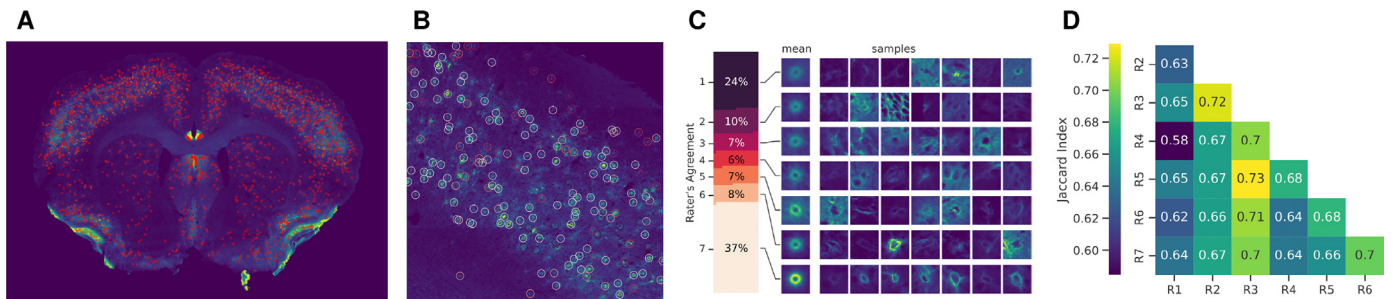 A
B
C
D
mean
samples
Rater's Agreement
1
24%
2
10%
3
7%
4
6%
5
7%
6
8%
7
37%
Jaccard Index
0.72
0.70
0.68
0.66
0.64
0.62
0.60
R2 0.63
R3 0.65 0.72
R4 0.58 0.67 0.7
R5 0.65 0.67 0.73 0.68
R6 0.62 0.66 0.71 0.64 0.68
R7 0.64 0.67 0.7 0.65 0.66 0.7
R1 R2 R3 R4 R5 R6